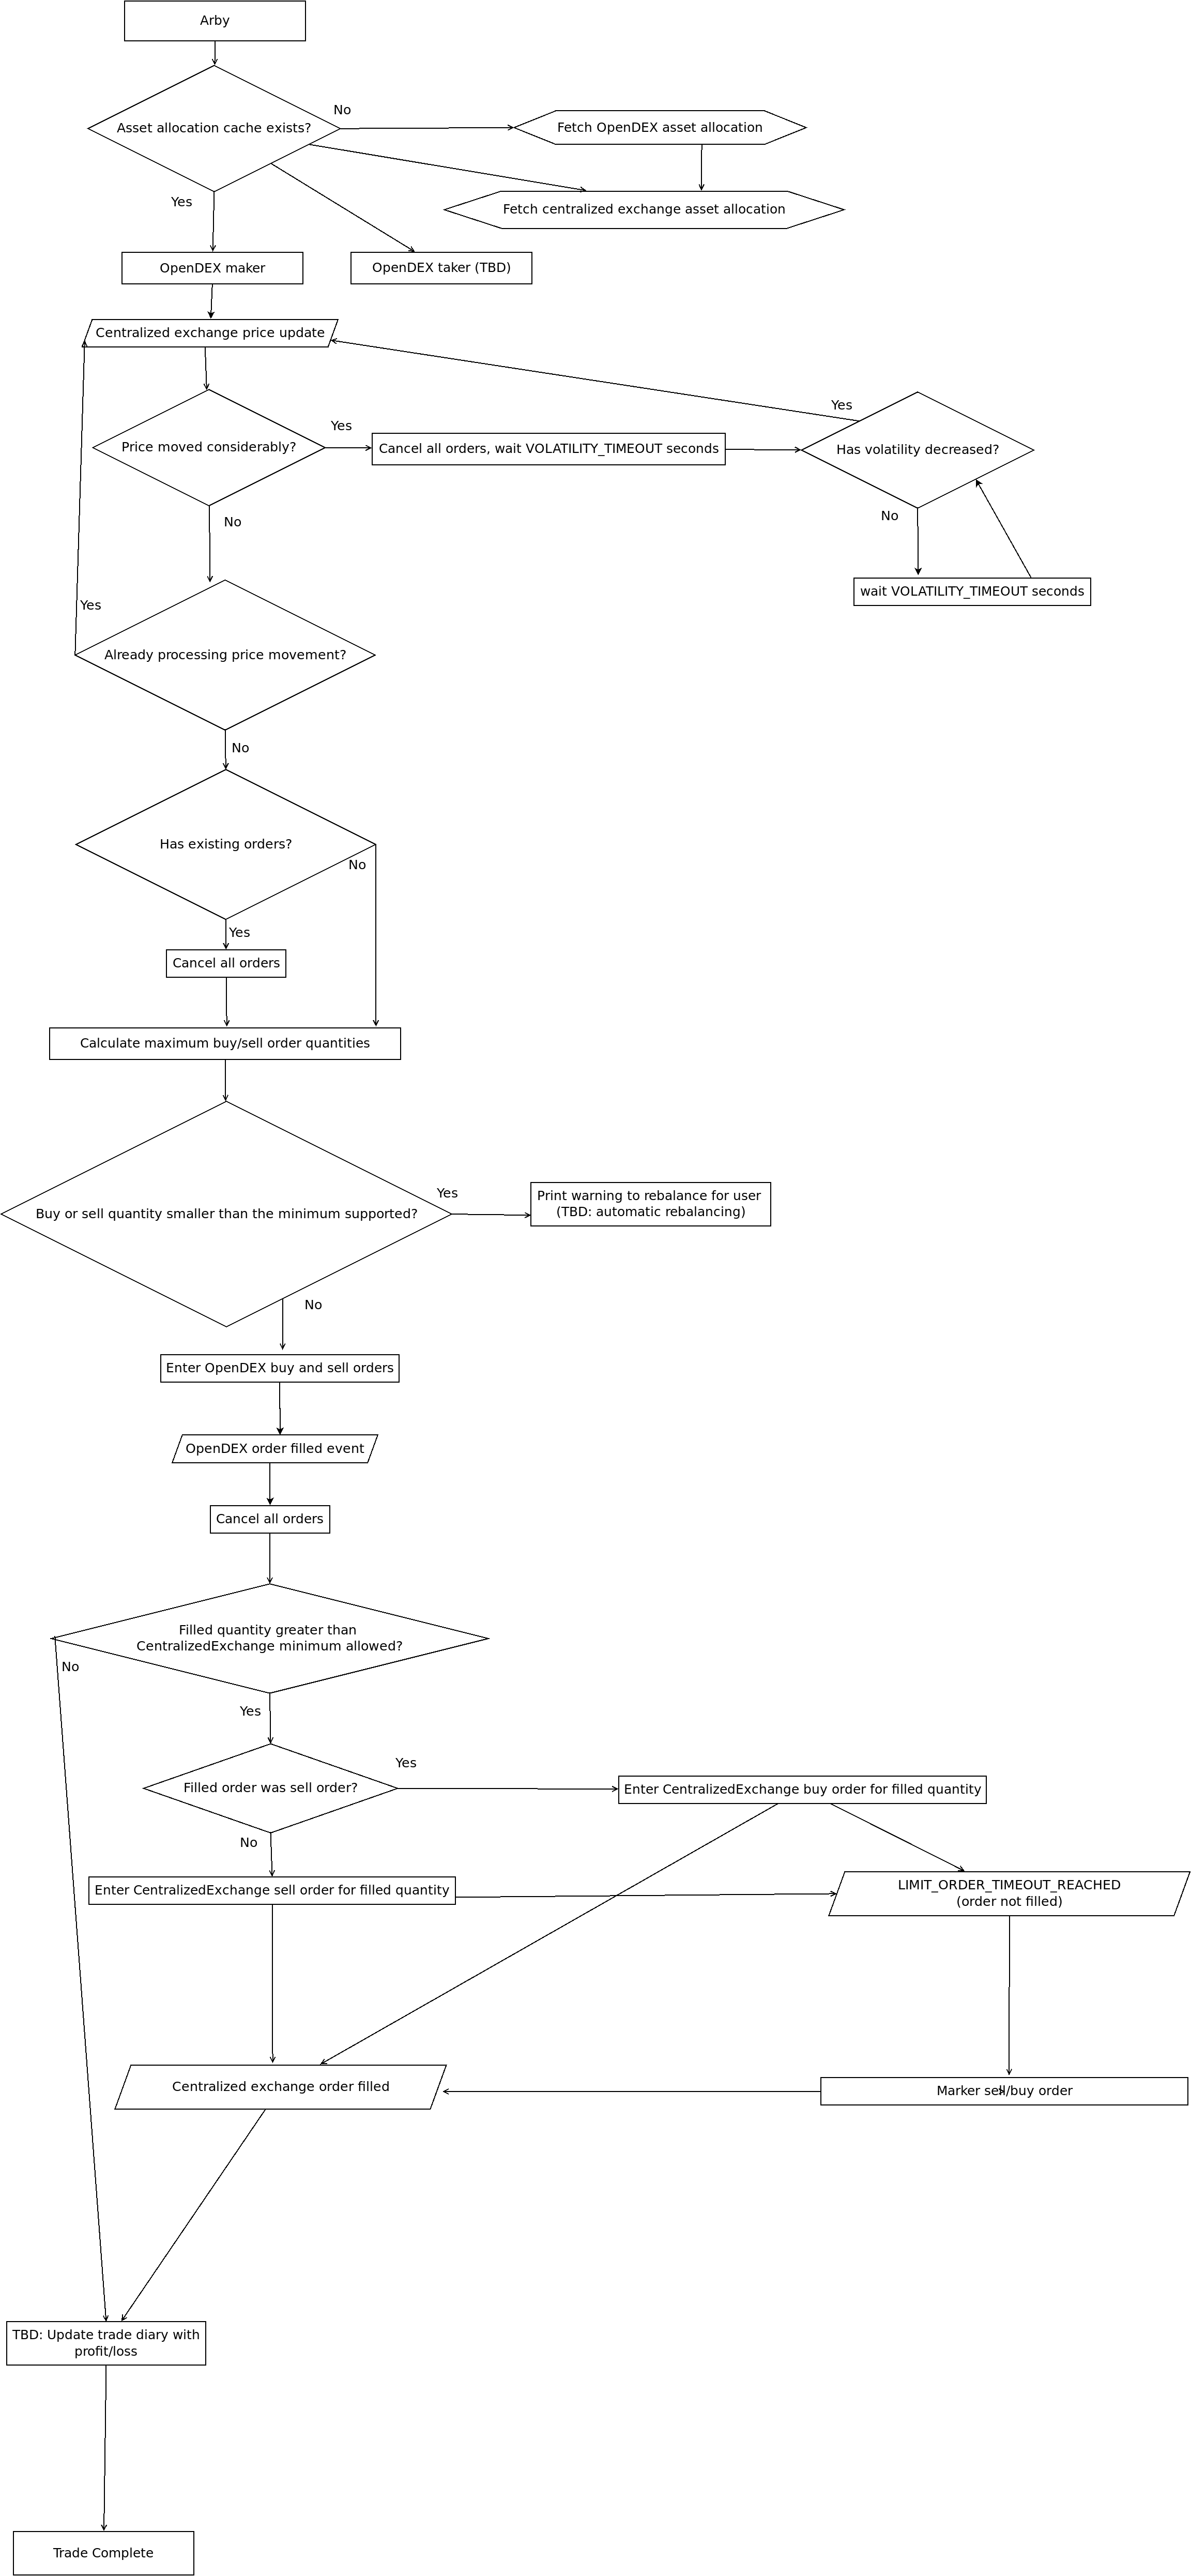 Arby
Asset allocation cache exists?
No
Fetch OpenDEX asset allocation
Fetch centralized exchange asset allocation
Yes
OpenDEX maker
OpenDEX taker (TBD)
Centralized exchange price update
Price moved considerably?
Yes
Cancel all orders, wait VOLATILITY_TIMEOUT seconds
Yes
Has volatility decreased?
No
No
wait VOLATILITY_TIMEOUT seconds
Yes
Already processing price movement?
No
Has existing orders?
No
Yes
Cancel all orders
Calculate maximum buy/sell order quantities
Buy or sell quantity smaller than the minimum supported?
Yes
Print warning to rebalance for user
(TBD: automatic rebalancing)
No
Enter OpenDEX buy and sell orders
OpenDEX order filled event
Cancel all orders
Filled quantity greater than
CentralizedExchange minimum allowed?
No
Yes
Filled order was sell order?
Yes
Enter CentralizedExchange buy order for filled quantity
No
Enter CentralizedExchange sell order for filled quantity
LIMIT_ORDER_TIMEOUT_REACHED
(order not filled)
Centralized exchange order filled
Marker sell/buy order
TBD: Update trade diary with
profit/loss
Trade Complete